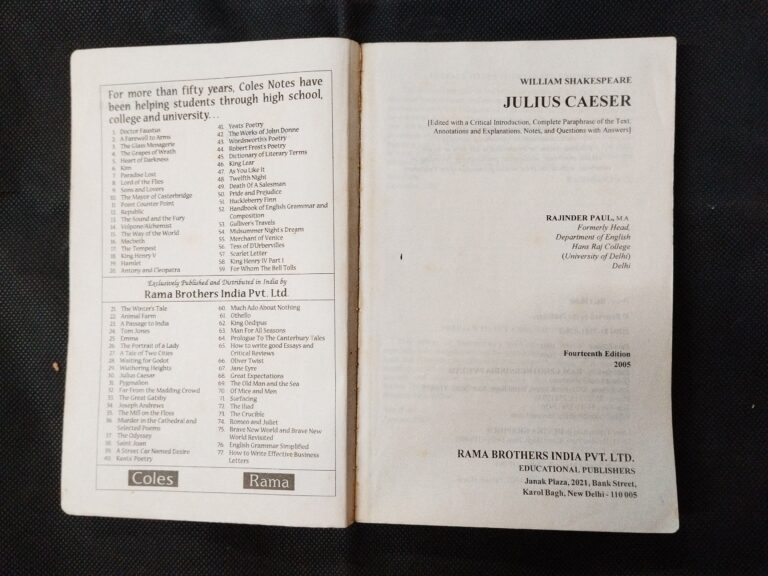 For more than fifty years, Coles Notes have
been helping students through high school,
college and university. . .
1. Doctor Faustus
2. A Farewell to Arms
3. The Glass Menagerie
4. The Grapes of Wrath
5. Heart of Darkness
6. Kim
7. Paradise Lost
8. Lord of the Flies
9. Sons and Lovers
10. The Mayor of Casterbridge
11. Point Counter Point
12. Republic
13. The Sound and the Fury
14. Volpone/Alchemist
15. The Way of the World
16. Macbeth
17. The Tempest
18. King Henry V
19. Hamlet
20. Antony and Cleopatra
41. Yeats Poetry
42. The Works of John Donne
43. Wordsworth's Poetry
44. Robert Frost's Poetry
45. Dictionary of Literary Terms
46. King Lear
47. As You Like It
48. Twelfth Night
49. Death Of A Salesman
50. Pride and Prejudice
51. Huckleberry Finn
52. Handbook of English Grammar and
Composition
53. Gulliver's Travels
54. Midsummer Night's Dream
55. Merchant of Venice
56. Tess of D'Urbervilles
57. Scarlet Letter
58. King Henry IV Part I
59. For Whom The Bell Tolls
Exclusively Published and Distributed in India by
Rama Brothers India Pvt. Ltd.
21. The Winter's Tale
22. Animal Farm
23. A Passage to India
24. Tom Jones
25. Emma
26. The Portrait of a Lady
27. A Tale of Two Cities
28. Waiting for Godot
29. Wuthering Heights
30. Julius Caesar
31. Pygmalion
32. Far From the Madding Crowd
33. The Great Gatsby
34. Joseph Andrews
35. The Mill on the Floss
36. Murder in the Cathedral and
Selected Poems
37. The Odyssey
38. Saint Joan
39. A Street Car Named Desire
40. Keats' Poetry
60. Much Ado About Nothing
61. Othello
62. King Oedipus
63. Man For All Seasons
64. Prologue To The Canterbury Tales
65. How to write good Essays and
Critical Reviews
66. Oliver Twist
67. Jane Eyre
68. Great Expectations
69. The Old Man and the Sea
70. Of Mice and Men
71. Surfacing
72. The Iliad
73. The Crucible
74. Romeo and Juliet
75. Brave New World and Brave New
World Revisited
76. English Grammar Simplified
77. How to Write Effective Business
Letters
Coles
Rama
WILLIAM SHAKESPEARE
JULIUS CAESER
[Edited with a Critical Introduction, Complete Paraphrase of the Text,
Annotations and Explanations, Notes, and Questions with Answers]
RAJINDER PAUL, M.A
Formerly Head,
Department of English
Hans Raj College
(University of Delhi)
Delhi
Fourteenth Edition
2005
RAMA BROTHERS INDIA PVT. LTD.
EDUCATIONAL PUBLISHERS
Janak Plaza, 2021, Bank Street,
Karol Bagh, New Delhi - 110 005